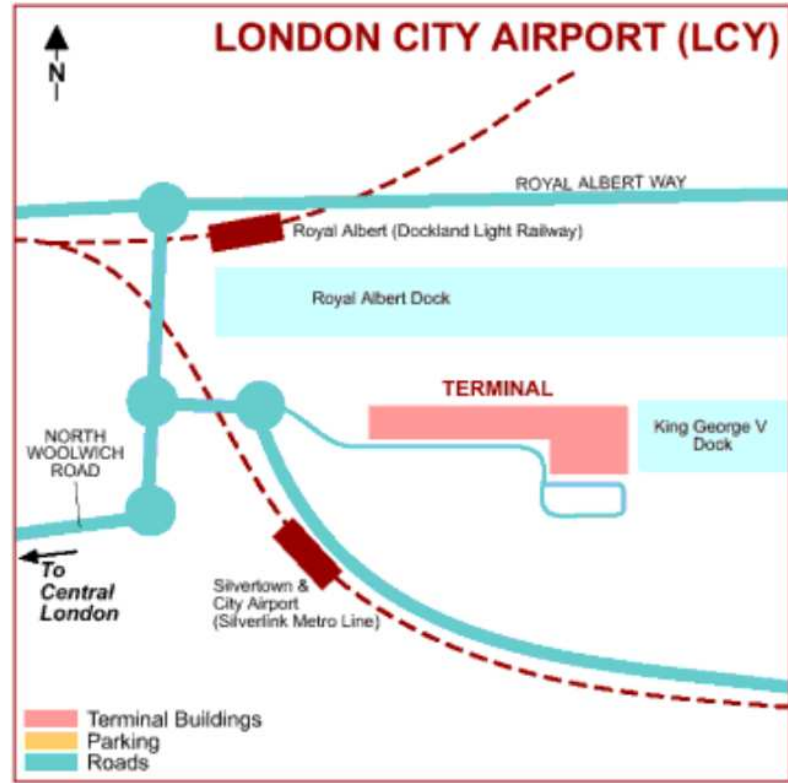 LONDON CITY AIRPORT (LCY)
N
ROYAL ALBERT WAY
Royal Albert (Dockland Light Railway)
Royal Albert Dock
TERMINAL
King George V
Dock
NORTH
WOOLWICH
ROAD
To
Central
London
Silvertown &
City Airport
(Silverlink Metro Line)
Terminal Buildings
Parking
Roads